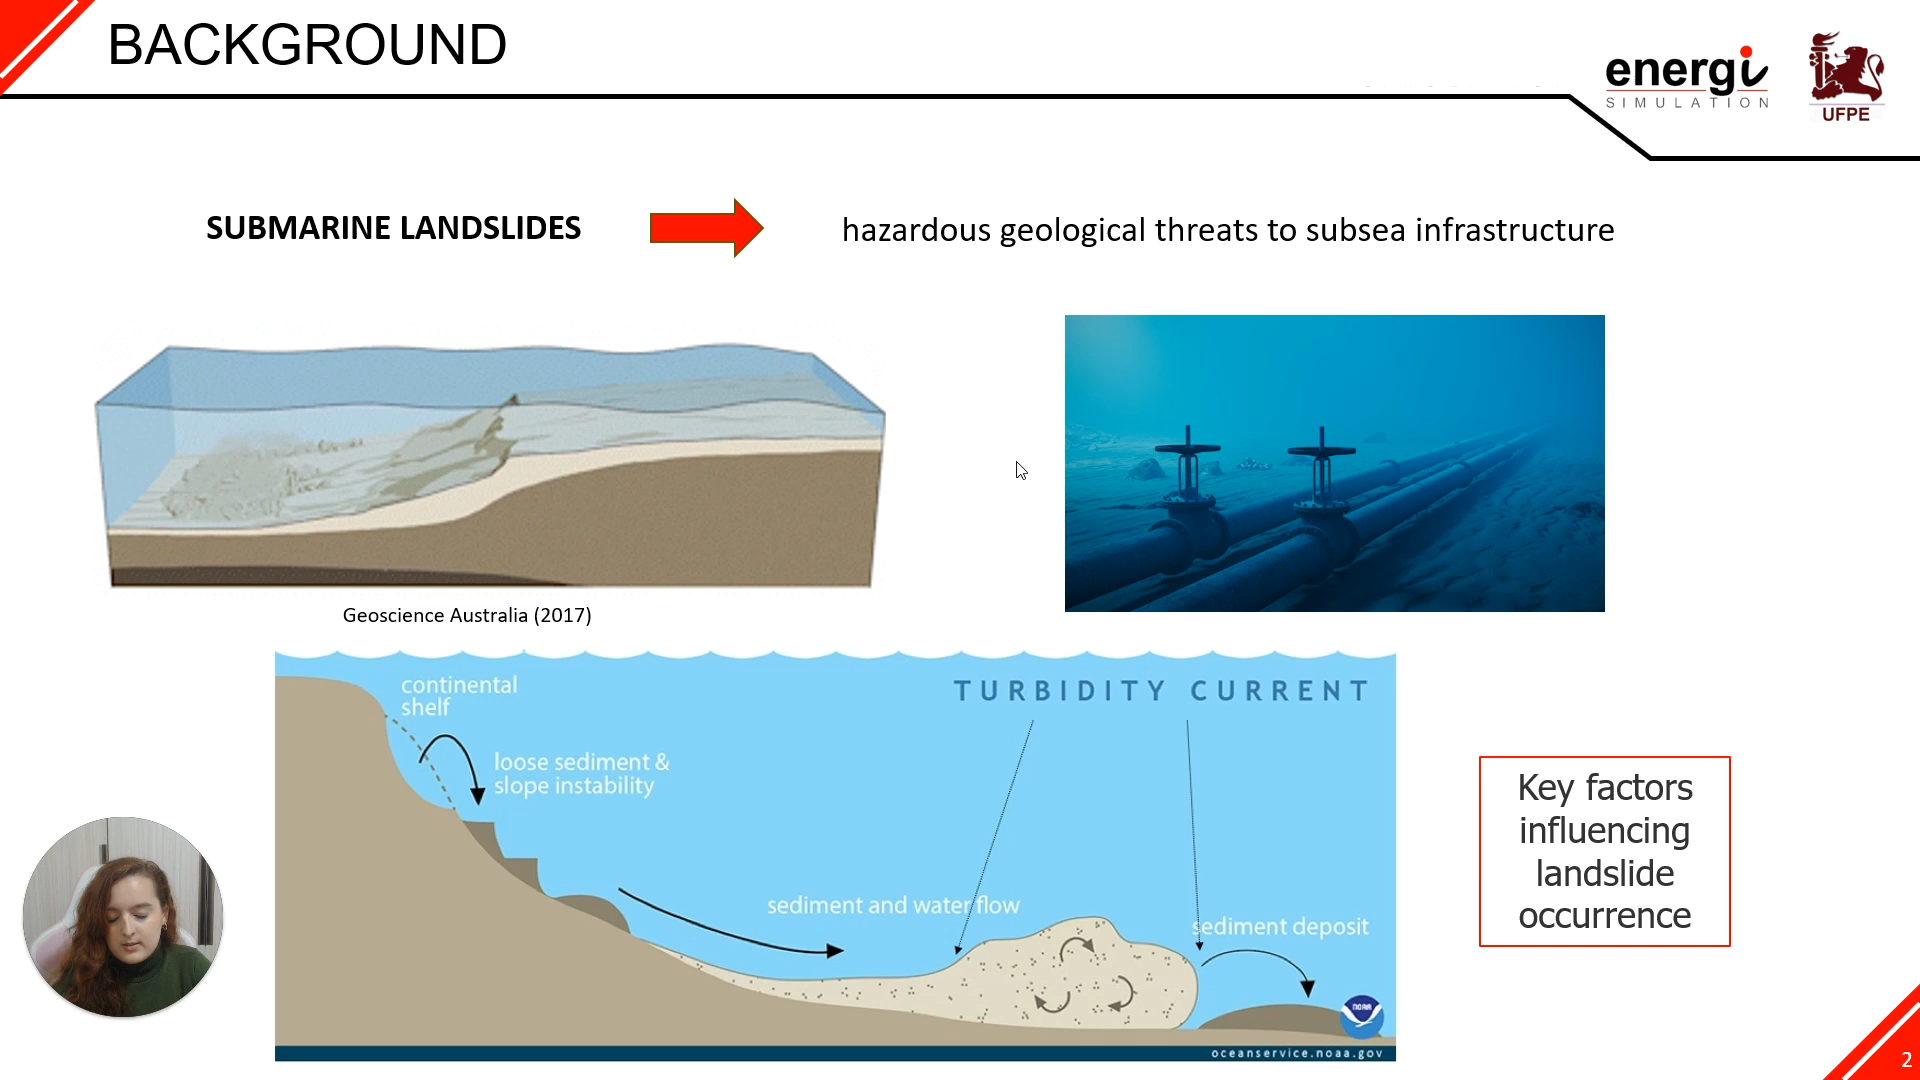 BACKGROUND
energi
SIMULATION
UFPE
SUBMARINE LANDSLIDES
hazardous geological threats to subsea infrastructure
Geoscience Australia (2017)
continental
shelf
TURBIDITY CURRENT
loose sediment &
slope instability
sediment and water flow
sediment deposit
NOAA
oceanservice.noaa.gov
Key factors
influencing
landslide
occurrence
2